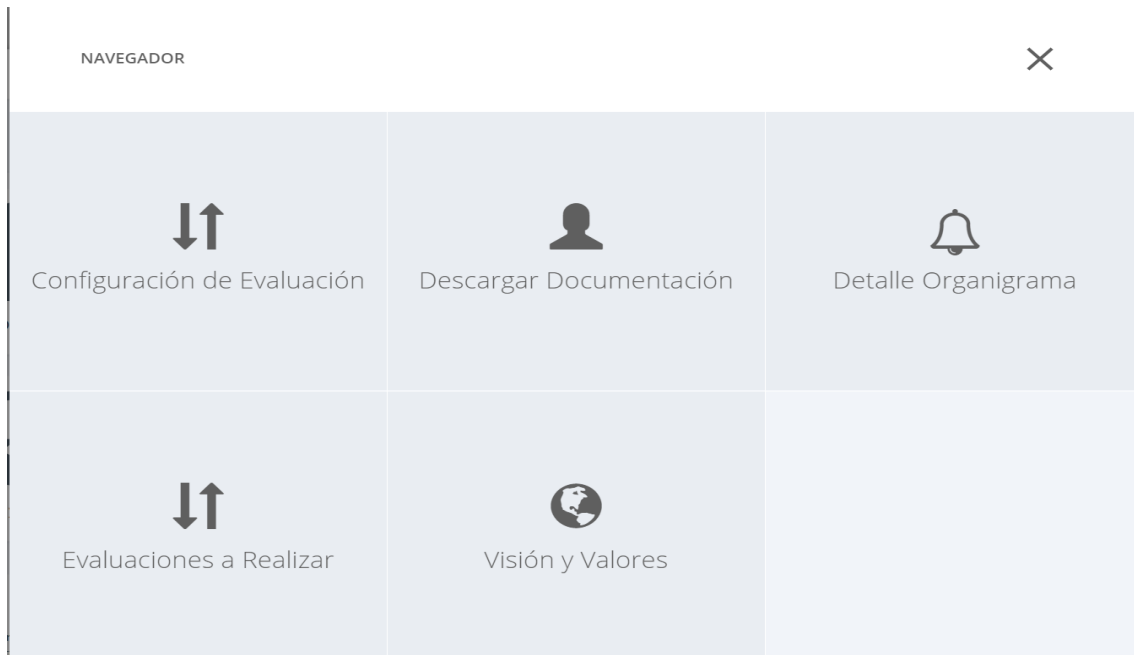 NAVEGADOR
Configuración de Evaluación
Descargar Documentación
Detalle Organigrama
Evaluaciones a Realizar
Visión y Valores